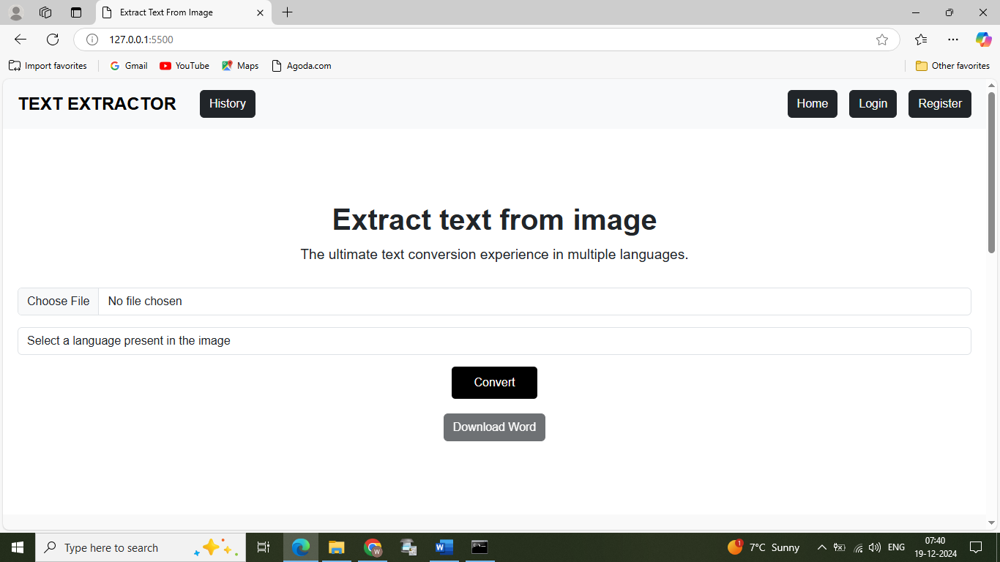 Extract Text From Image
127.0.0.1:5500
Import favorites Gmail YouTube Maps Agoda.com Other favorites
TEXT EXTRACTOR History Home Login Register
Extract text from image
The ultimate text conversion experience in multiple languages.
Choose File No file chosen
Select a language present in the image
Convert
Download Word
Type here to search 1 7°C Sunny ENG 07:40
19-12-2024